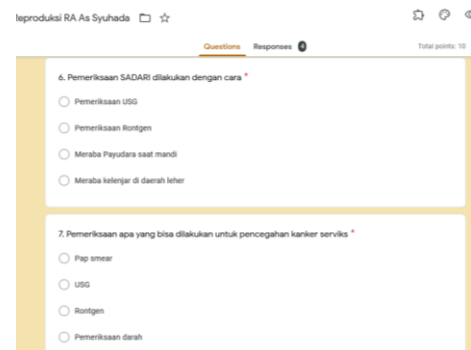 Reproduksi RA As Syuhada
Questions Responses 4 Total points: 10
6. Pemeriksaan SADARI dilakukan dengan cara *
Pemeriksaan USG
Pemeriksaan Rontgen
Meraba Payudara saat mandi
Meraba kelenjar di daerah leher
7. Pemeriksaan apa yang bisa dilakukan untuk pencegahan kanker serviks *
Pap smear
USG
Rontgen
Pemeriksaan darah